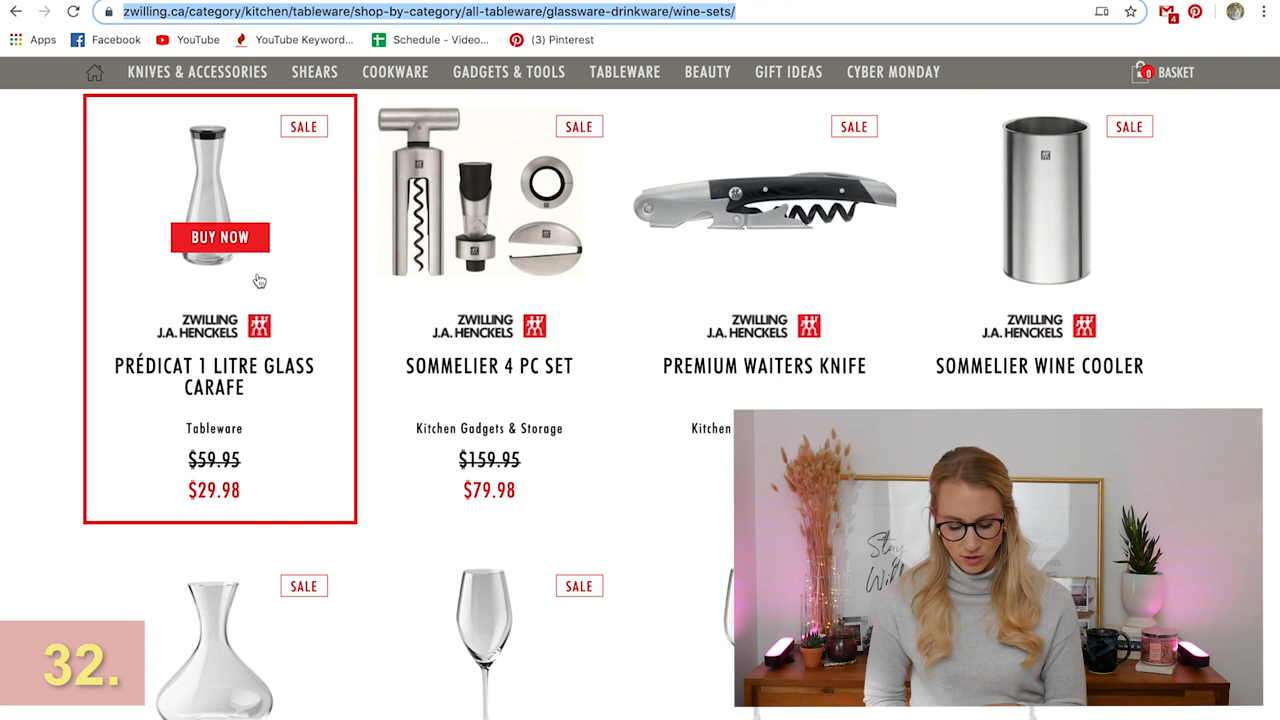 zwilling.ca/category/kitchen/tableware/shop-by-category/all-tableware/glassware-drinkware/wine-sets/
4
Apps Facebook YouTube YouTube Keyword... Schedule - Video... (3) Pinterest
KNIVES & ACCESSORIES SHEARS COOKWARE GADGETS & TOOLS TABLEWARE BEAUTY GIFT IDEAS CYBER MONDAY 0 BASKET
SALE SALE SALE SALE
BUY NOW
ZWILLING
J.A. HENCKELS
ZWILLING
J.A. HENCKELS
ZWILLING
J.A. HENCKELS
ZWILLING
J.A. HENCKELS
PRÉDICAT 1 LITRE GLASS
CARAFE
SOMMELIER 4 PC SET
PREMIUM WAITERS KNIFE
SOMMELIER WINE COOLER
Tableware
Kitchen Gadgets & Storage
Kitchen
$59.95
$29.98
$159.95
$79.98
SALE SALE
32.
Stay